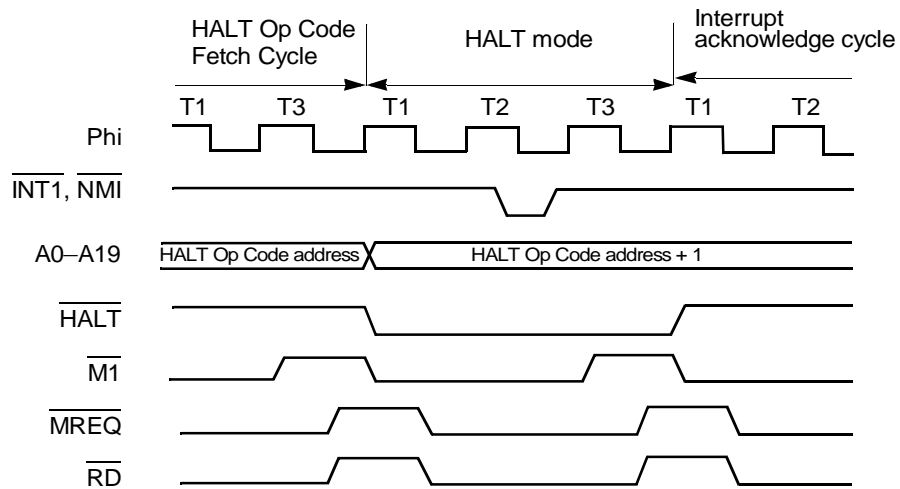 HALT Op Code
Fetch Cycle
HALT mode
Interrupt
acknowledge cycle
T1 T3 T1 T2 T3 T1 T2
Phi
INT1, NMI
A0–A19 HALT Op Code address HALT Op Code address + 1
HALT
M1
MREQ
RD